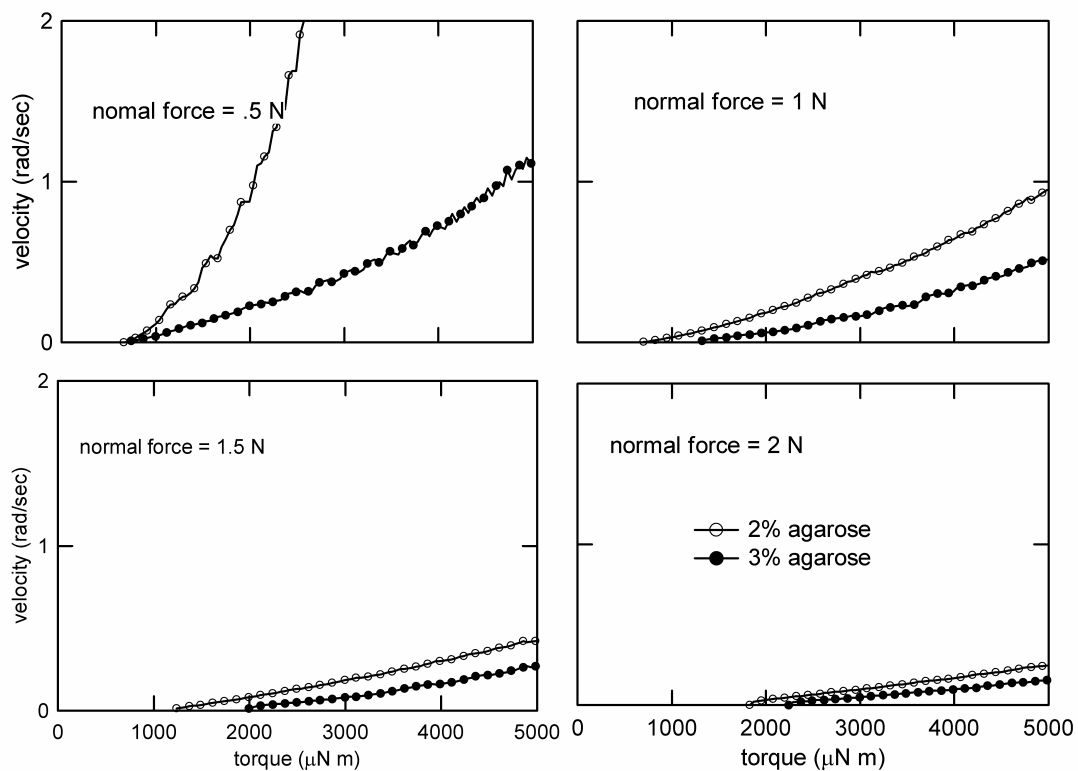 2
nomal force = .5 N
velocity (rad/sec)
1
0
normal force = 1 N
2
normal force = 1.5 N
velocity (rad/sec)
1
0
0 1000 2000 3000 4000 5000
torque (μN m)
normal force = 2 N
2% agarose
3% agarose
0 1000 2000 3000 4000 5000
torque (μN m)